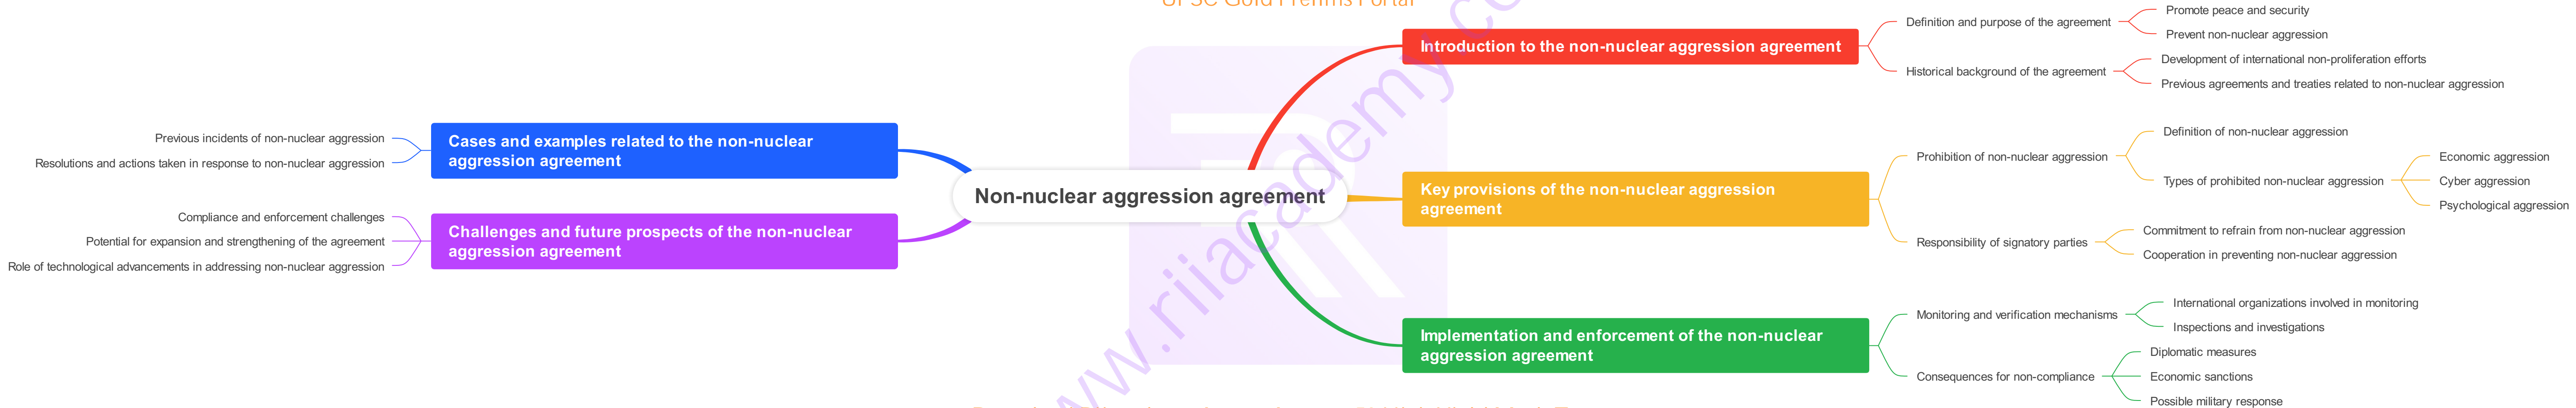 UPSC Gold Prelims Portal
Non-nuclear aggression agreement
Introduction to the non-nuclear aggression agreement
Definition and purpose of the agreement
Promote peace and security
Prevent non-nuclear aggression
Historical background of the agreement
Development of international non-proliferation efforts
Previous agreements and treaties related to non-nuclear aggression
Key provisions of the non-nuclear aggression
agreement
Prohibition of non-nuclear aggression
Definition of non-nuclear aggression
Types of prohibited non-nuclear aggression
Economic aggression
Cyber aggression
Psychological aggression
Responsibility of signatory parties
Commitment to refrain from non-nuclear aggression
Cooperation in preventing non-nuclear aggression
Implementation and enforcement of the non-nuclear
aggression agreement
Monitoring and verification mechanisms
International organizations involved in monitoring
Inspections and investigations
Consequences for non-compliance
Diplomatic measures
Economic sanctions
Possible military response
Cases and examples related to the non-nuclear
aggression agreement
Previous incidents of non-nuclear aggression
Resolutions and actions taken in response to non-nuclear aggression
Challenges and future prospects of the non-nuclear
aggression agreement
Compliance and enforcement challenges
Potential for expansion and strengthening of the agreement
Role of technological advancements in addressing non-nuclear aggression